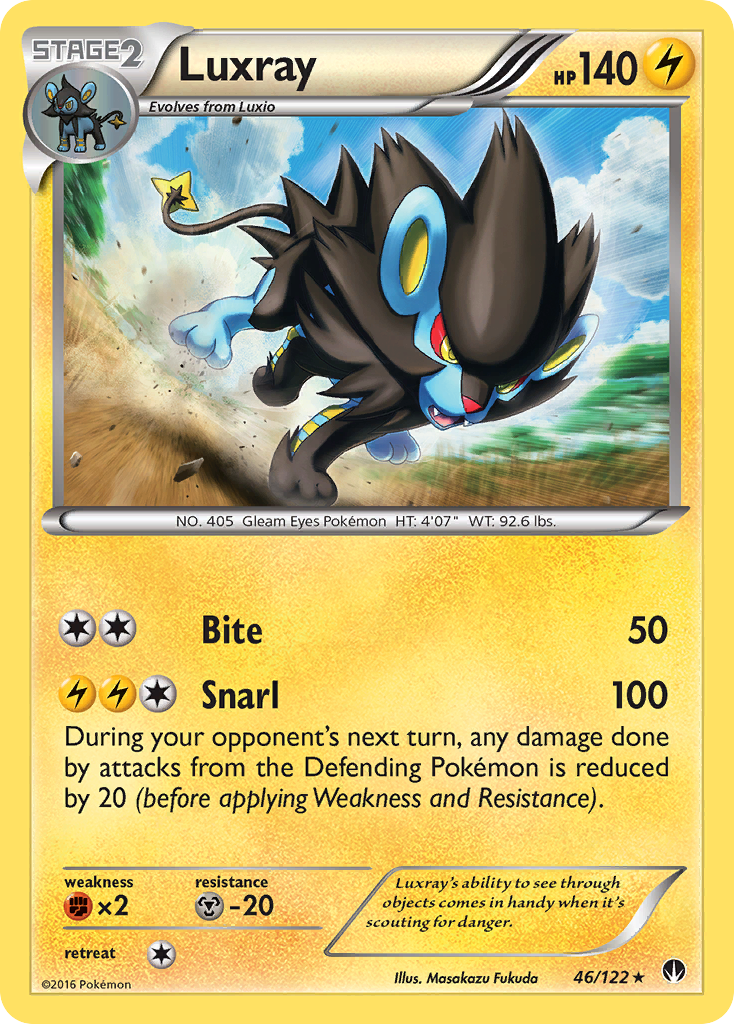 STAGE2
Luxray
HP140
Evolves from Luxio
NO. 405 Gleam Eyes Pokémon HT: 4'07" WT: 92.6 lbs.
Bite 50
Snarl 100
During your opponent's next turn, any damage done
by attacks from the Defending Pokémon is reduced
by 20 (before applying Weakness and Resistance).
weakness resistance
×2 -20
retreat
Luxray's ability to see through
objects comes in handy when it's
scouting for danger.
©2016 Pokémon Illus. Masakazu Fukuda 46/122 ★